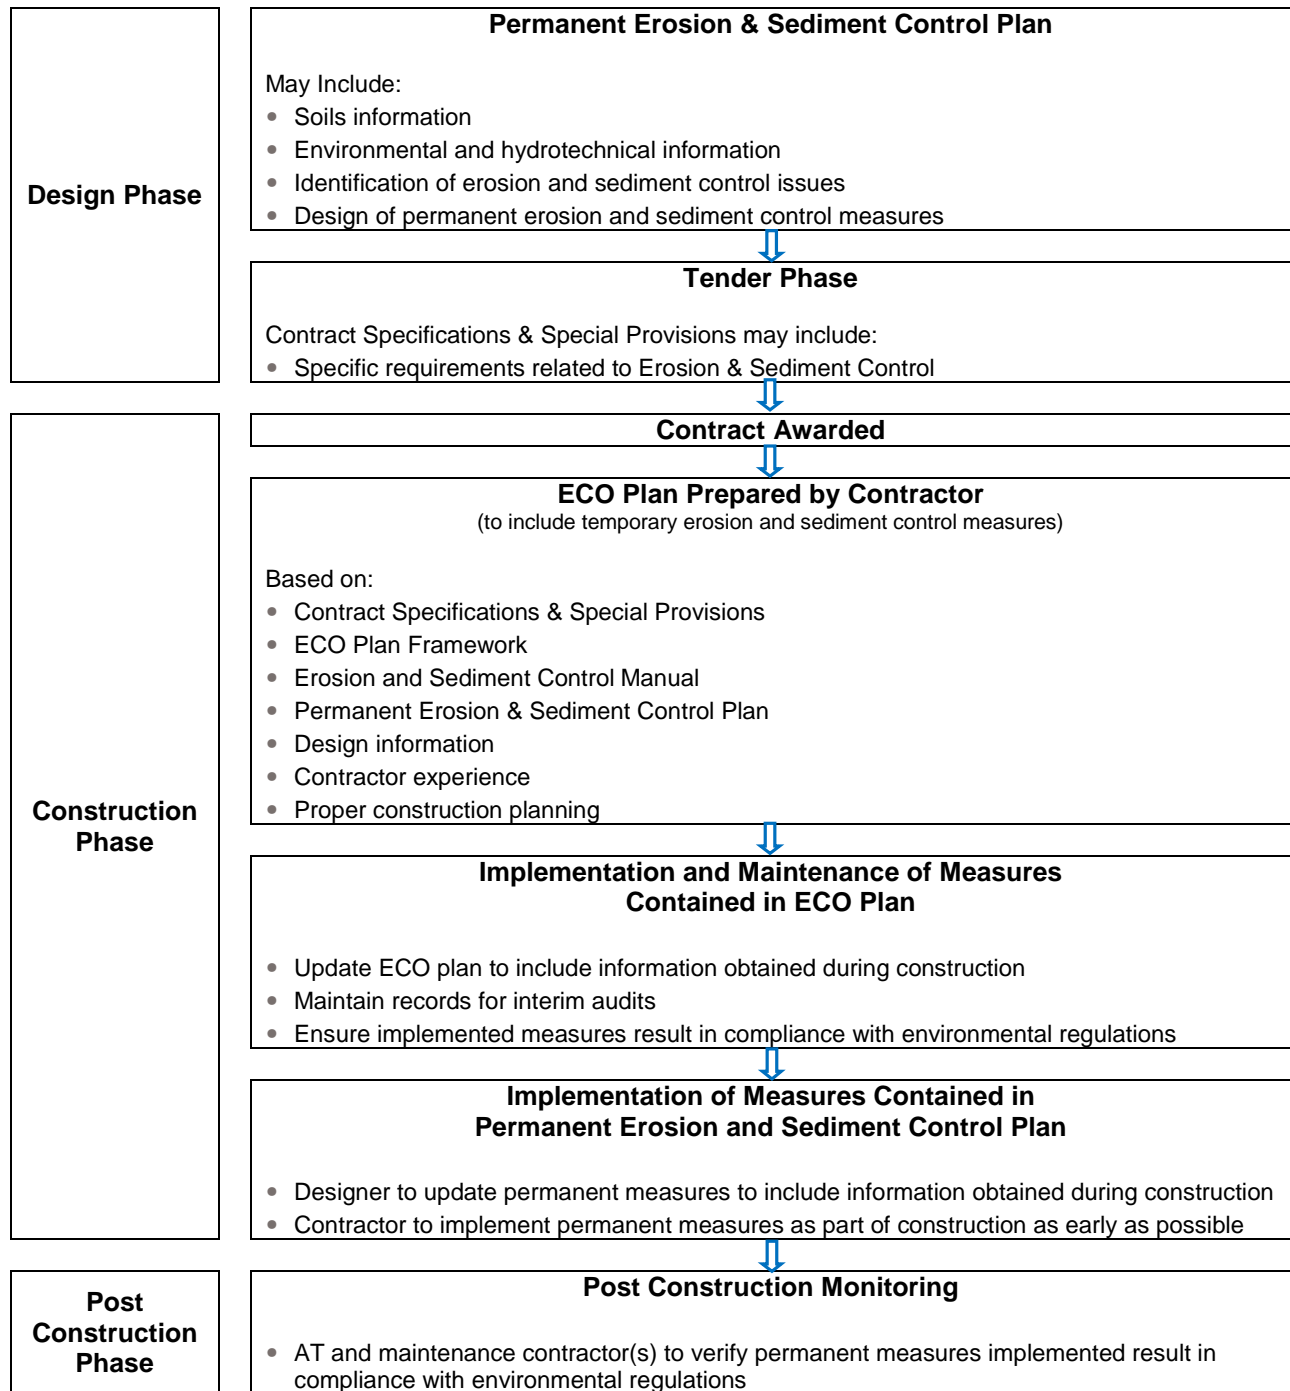 Design Phase
Permanent Erosion & Sediment Control Plan
May Include:
• Soils information
• Environmental and hydrotechnical information
• Identification of erosion and sediment control issues
• Design of permanent erosion and sediment control measures
Tender Phase
Contract Specifications & Special Provisions may include:
• Specific requirements related to Erosion & Sediment Control
Construction
Phase
Contract Awarded
ECO Plan Prepared by Contractor
(to include temporary erosion and sediment control measures)
Based on:
• Contract Specifications & Special Provisions
• ECO Plan Framework
• Erosion and Sediment Control Manual
• Permanent Erosion & Sediment Control Plan
• Design information
• Contractor experience
• Proper construction planning
Implementation and Maintenance of Measures
Contained in ECO Plan
• Update ECO plan to include information obtained during construction
• Maintain records for interim audits
• Ensure implemented measures result in compliance with environmental regulations
Implementation of Measures Contained in
Permanent Erosion and Sediment Control Plan
• Designer to update permanent measures to include information obtained during construction
• Contractor to implement permanent measures as part of construction as early as possible
Post
Construction
Phase
Post Construction Monitoring
• AT and maintenance contractor(s) to verify permanent measures implemented result in
compliance with environmental regulations